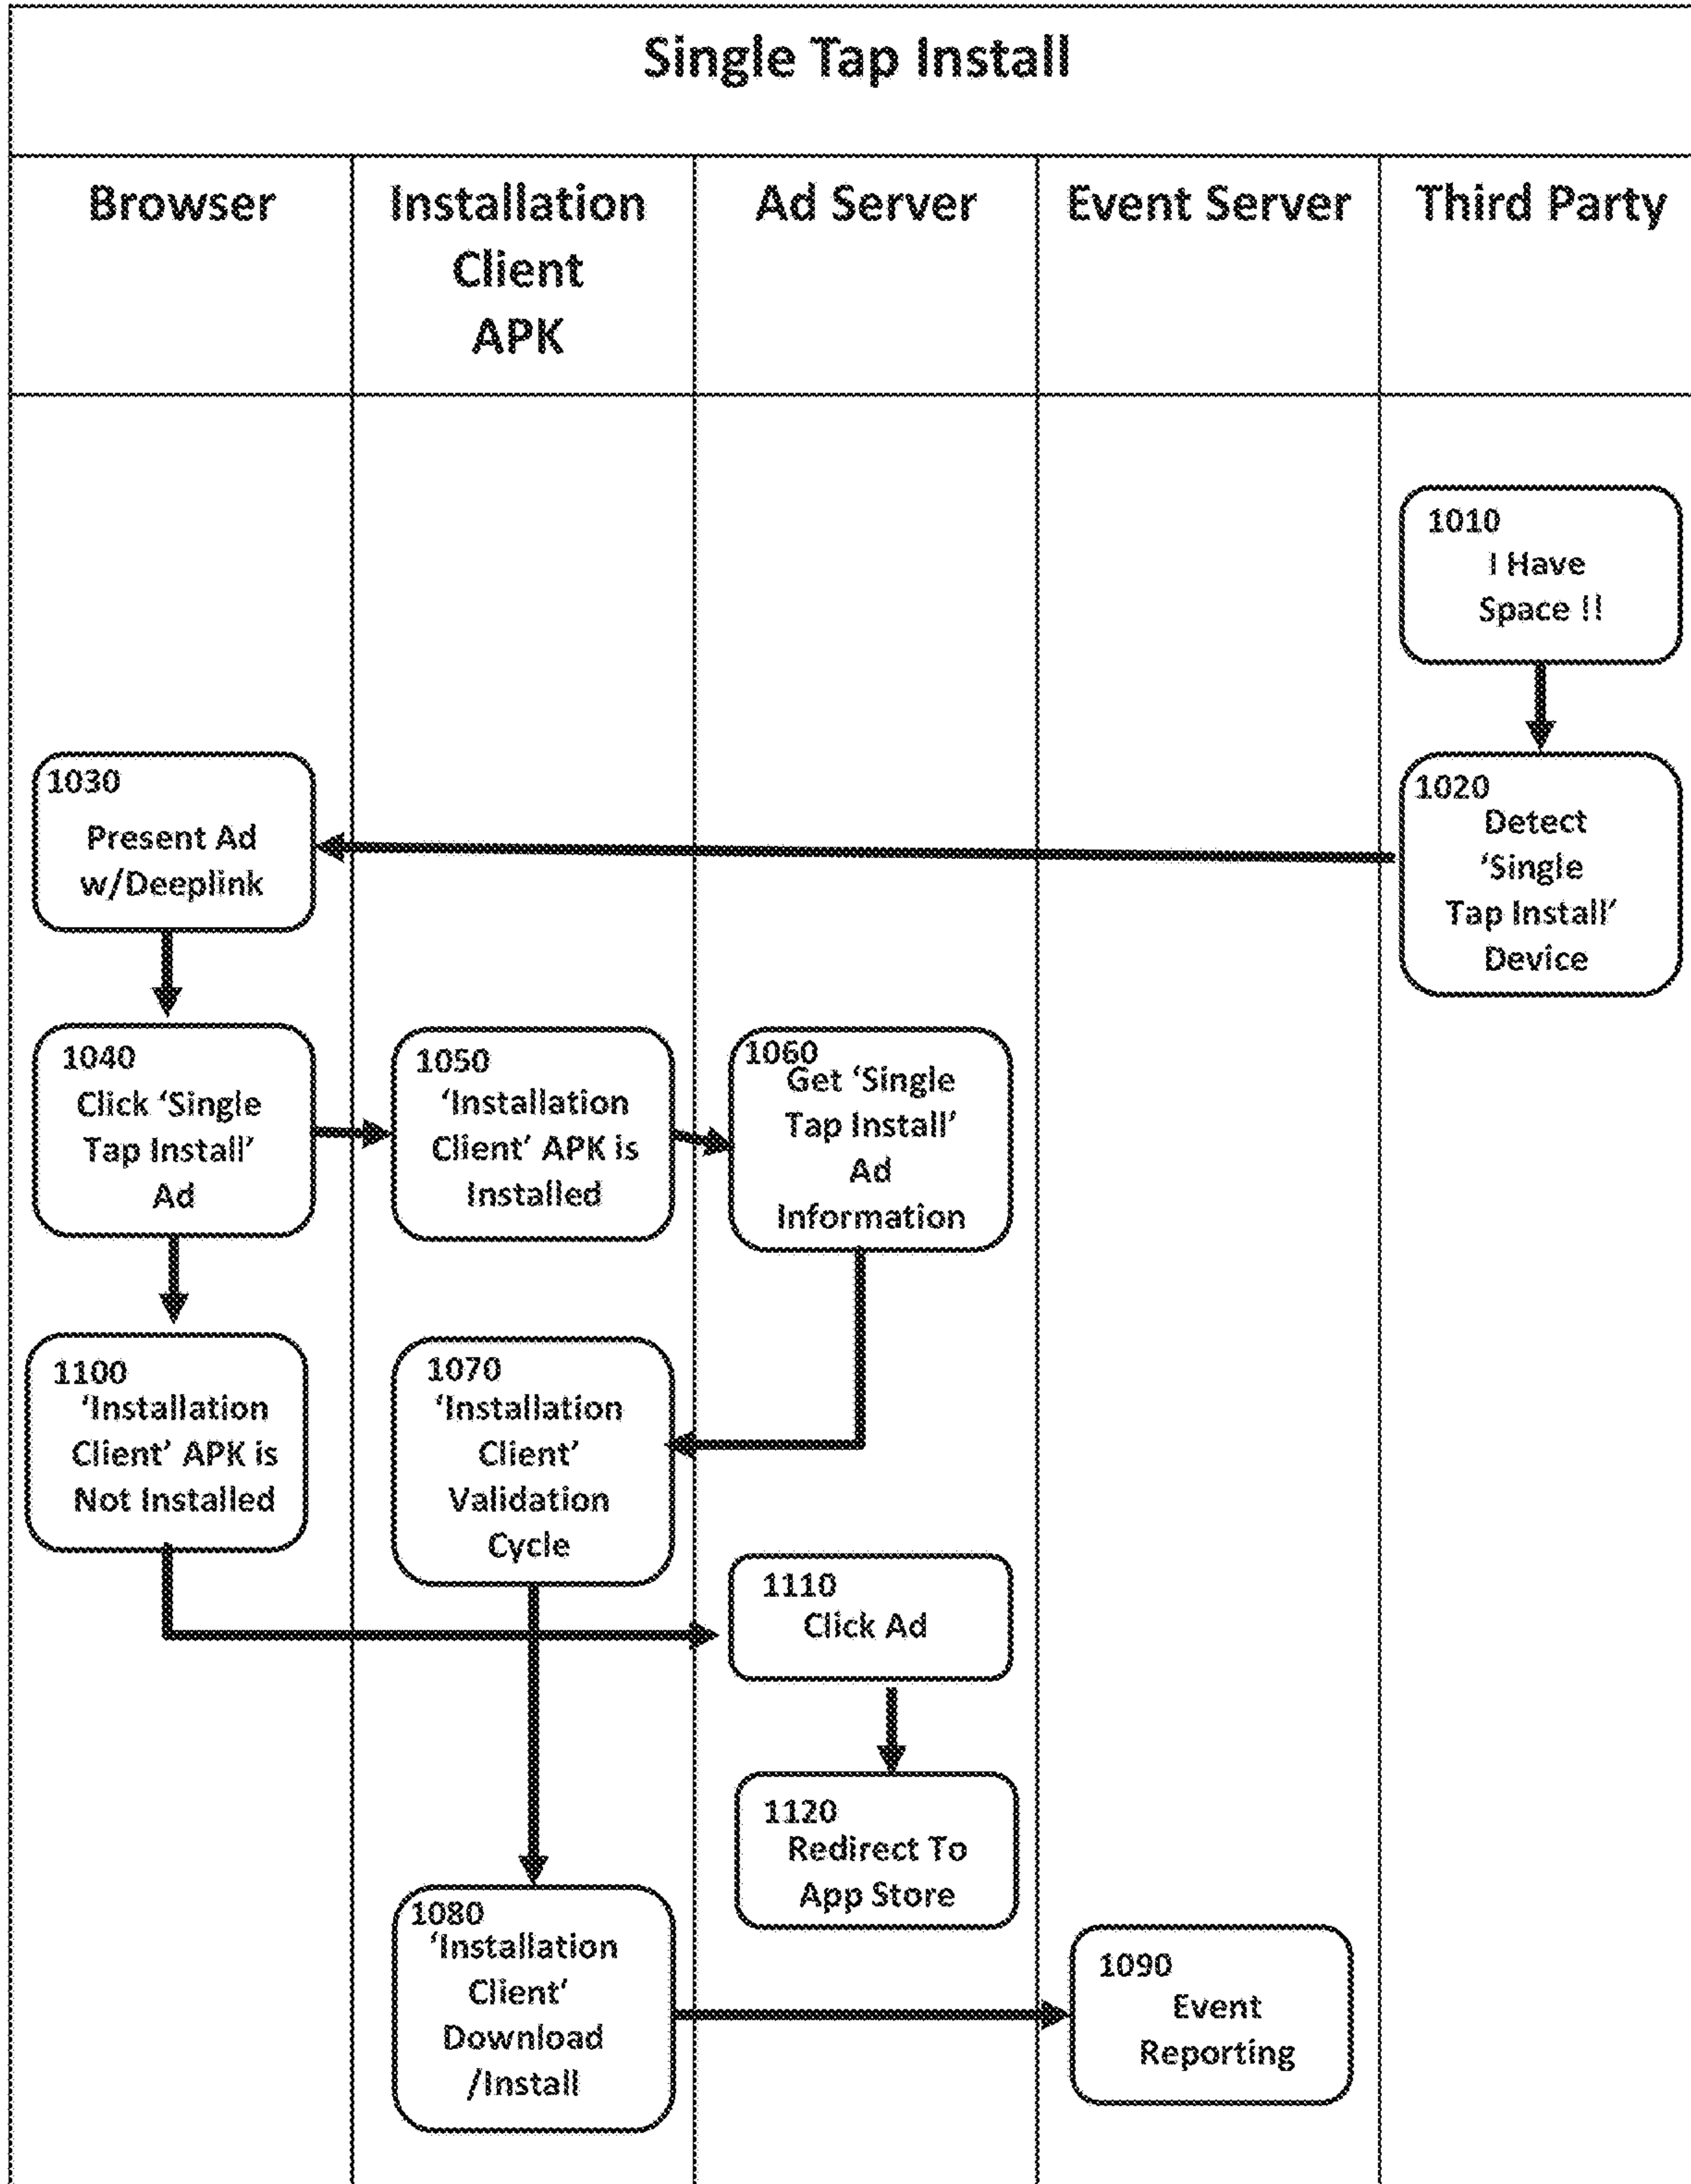 Single Tap Install
Browser
Installation
Client
APK
Ad Server
Event Server
Third Party
1010
I Have
Space !!
1020
Detect
‘Single
Tap Install’
Device
1030
Present Ad
w/Deeplink
1040
Click ‘Single
Tap Install’
Ad
1050
‘Installation
Client’ APK is
Installed
1060
Get ‘Single
Tap Install’
Ad
Information
1100
‘Installation
Client’ APK is
Not Installed
1070
‘Installation
Client’
Validation
Cycle
1110
Click Ad
1120
Redirect To
App Store
1080
‘Installation
Client‘
Download
/Install
1090
Event
Reporting